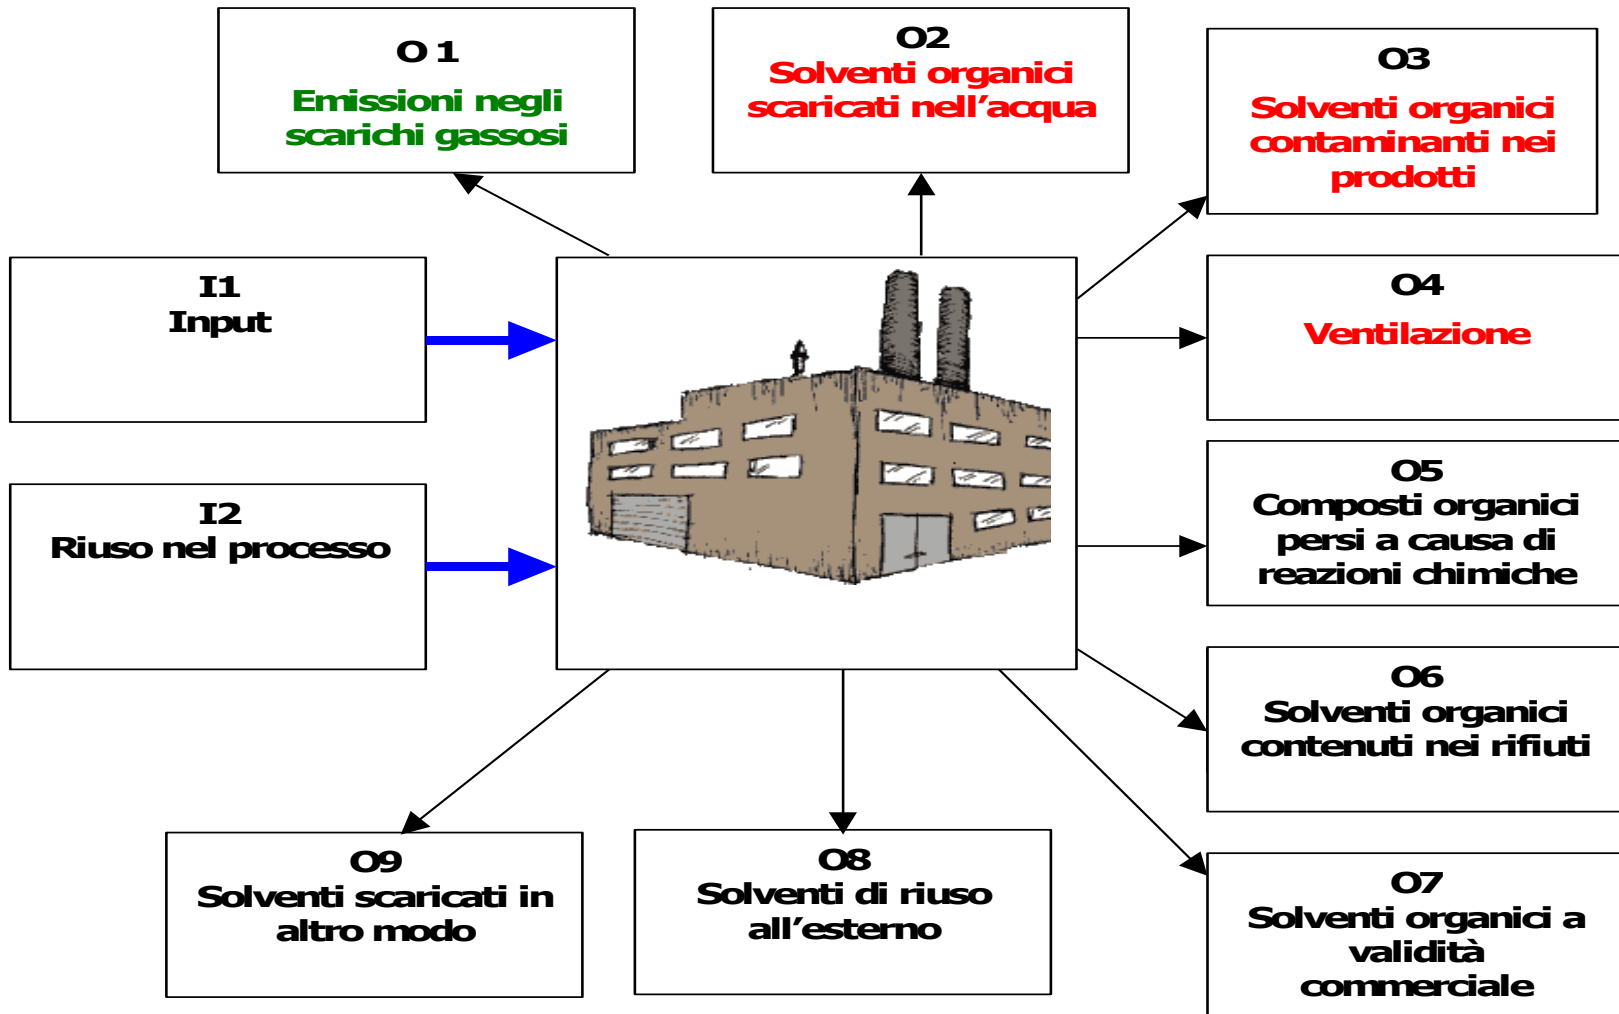 O 1
Emissioni negli
scarichi gassosi
O2
Solventi organici
scaricati nell’acqua
O3
Solventi organici
contaminanti nei
prodotti
I1
Input
O4
Ventilazione
I2
Riuso nel processo
O5
Composti organici
persi a causa di
reazioni chimiche
O6
Solventi organici
contenuti nei rifiuti
O9
Solventi scaricati in
altro modo
O8
Solventi di riuso
all’esterno
O7
Solventi organici a
validità
commerciale